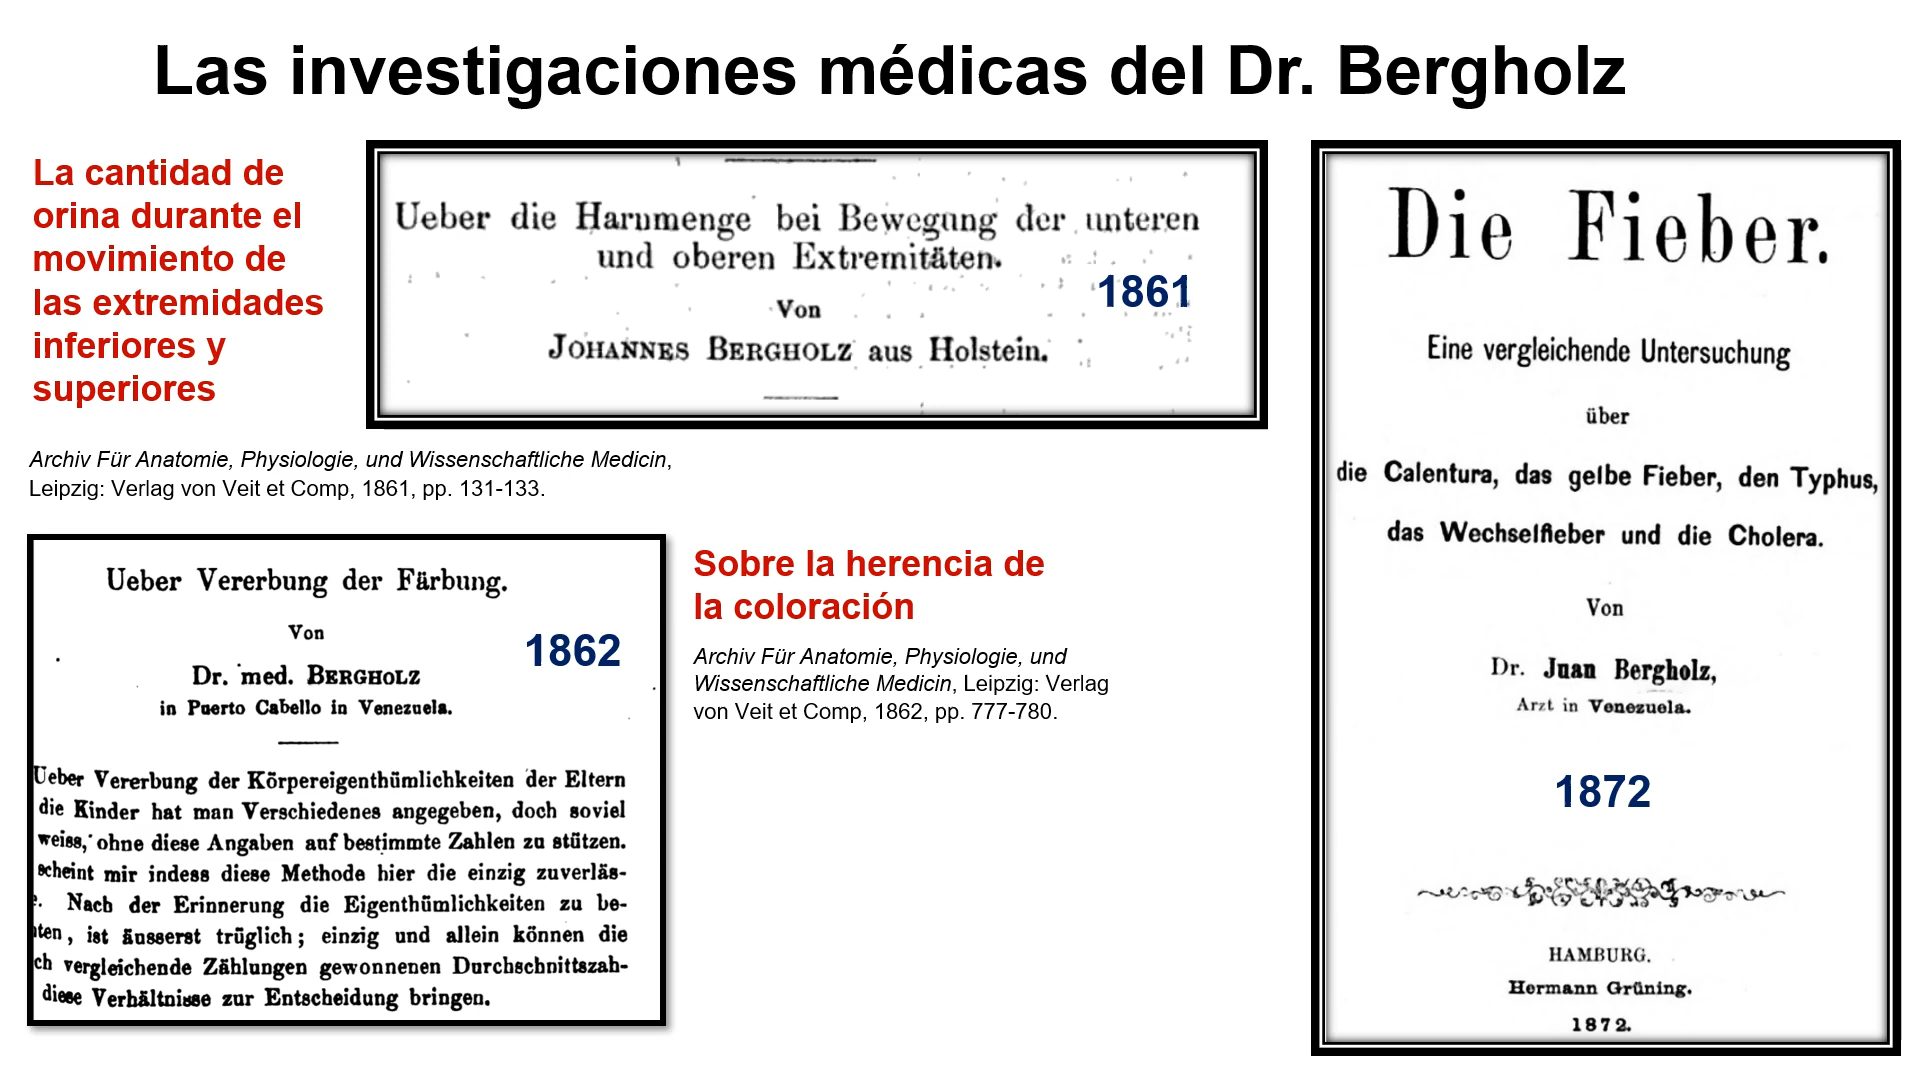 Las investigaciones médicas del Dr. Bergholz
La cantidad de
orina durante el
movimiento de
las extremidades
inferiores y
superiores
Ueber die Harnmenge bei Bewegung der unteren
und oberen Extremitäten.
1861
Von
JOHANNES BERGHOLZ aus Holstein.
Archiv Für Anatomie, Physiologie, und Wissenschaftliche Medicin,
Leipzig: Verlag von Veit et Comp, 1861, pp. 131-133.
Ueber Vererbung der Färbung.
Von
1862
Dr. med. BERGHOLZ
in Puerto Cabello in Venezuela.
Ueber Vererbung der Körpereigenthümlichkeiten der Eltern
die Kinder hat man Verschiedenes angegeben, doch soviel
weiss, ohne diese Angaben auf bestimmte Zahlen zu stützen.
scheint mir indess diese Methode hier die einzig zuverläs-
Nach der Erinnerung die Eigenthümlichkeiten zu be-
ten, ist äusserst trüglich; einzig und allein können die
ch vergleichende Zählungen gewonnenen Durchschnittszah-
diese Verhältnisse zur Entscheidung bringen.
Sobre la herencia de
la coloración
Archiv Für Anatomie, Physiologie, und
Wissenschaftliche Medicin, Leipzig: Verlag
von Veit et Comp, 1862, pp. 777-780.
Die Fieber.
Eine vergleichende Untersuchung
über
die Calentura, das gelbe Fieber, den Typhus,
das Wechselfieber und die Cholera.
Von
Dr. Juan Bergholz,
Arzt in Venezuela.
1872
HAMBURG.
Hermann Grüning.
1872.